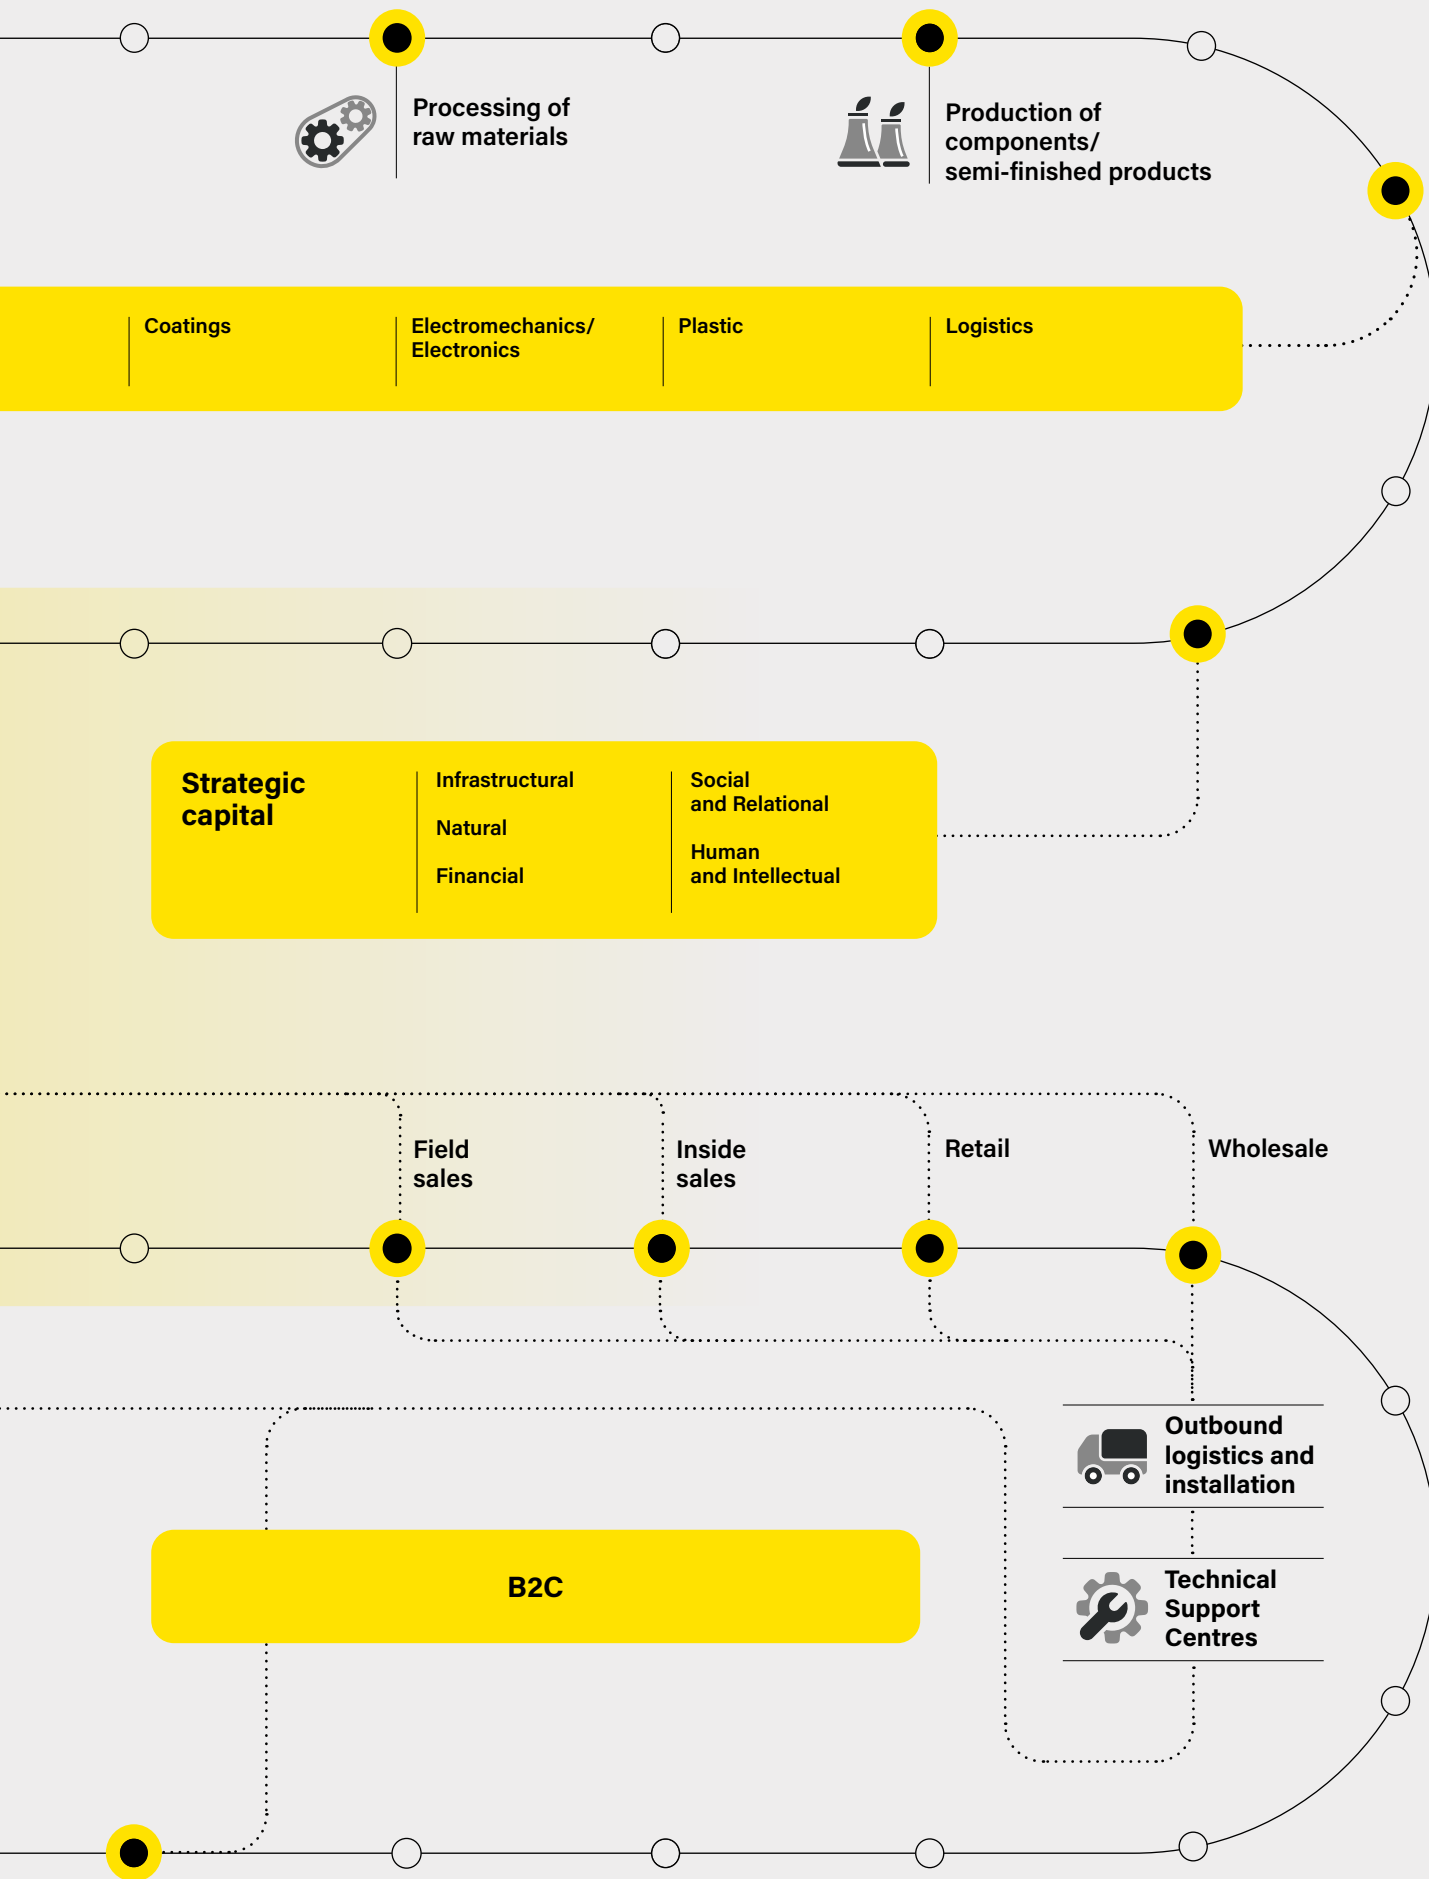 Processing of
raw materials
Production of
components/
semi-finished products
Coatings
Electromechanics/
Electronics
Plastic
Logistics
Strategic
capital
Infrastructural
Natural
Financial
Social
and Relational
Human
and Intellectual
Field
sales
Inside
sales
Retail
Wholesale
Outbound
logistics and
installation
B2C
Technical
Support
Centres